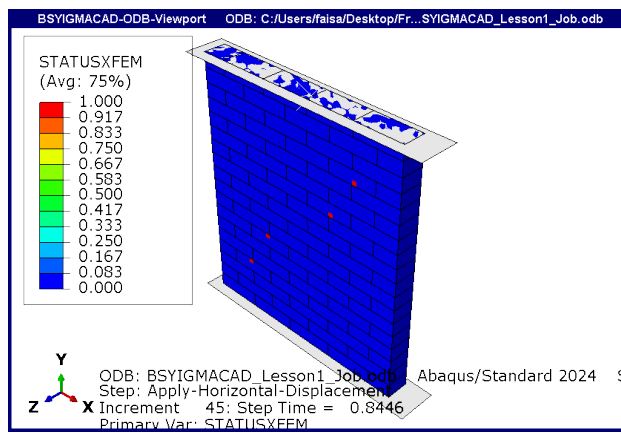 BSYIGMACAD-ODB-Viewport ODB: C:/Users/faisa/Desktop/Fr...SYIGMACAD_Lesson1_Job.odb
STATUSXFEM
(Avg: 75%)
1.000
0.917
0.833
0.750
0.667
0.583
0.500
0.417
0.333
0.250
0.167
0.083
0.000
Y
Z X
ODB: BSYIGMACAD_Lesson1_Job.odb Abaqus/Standard 2024 S
Step: Apply-Horizontal-Displacement
Increment 45: Step Time = 0.8446
Primary Var: STATUSXFEM